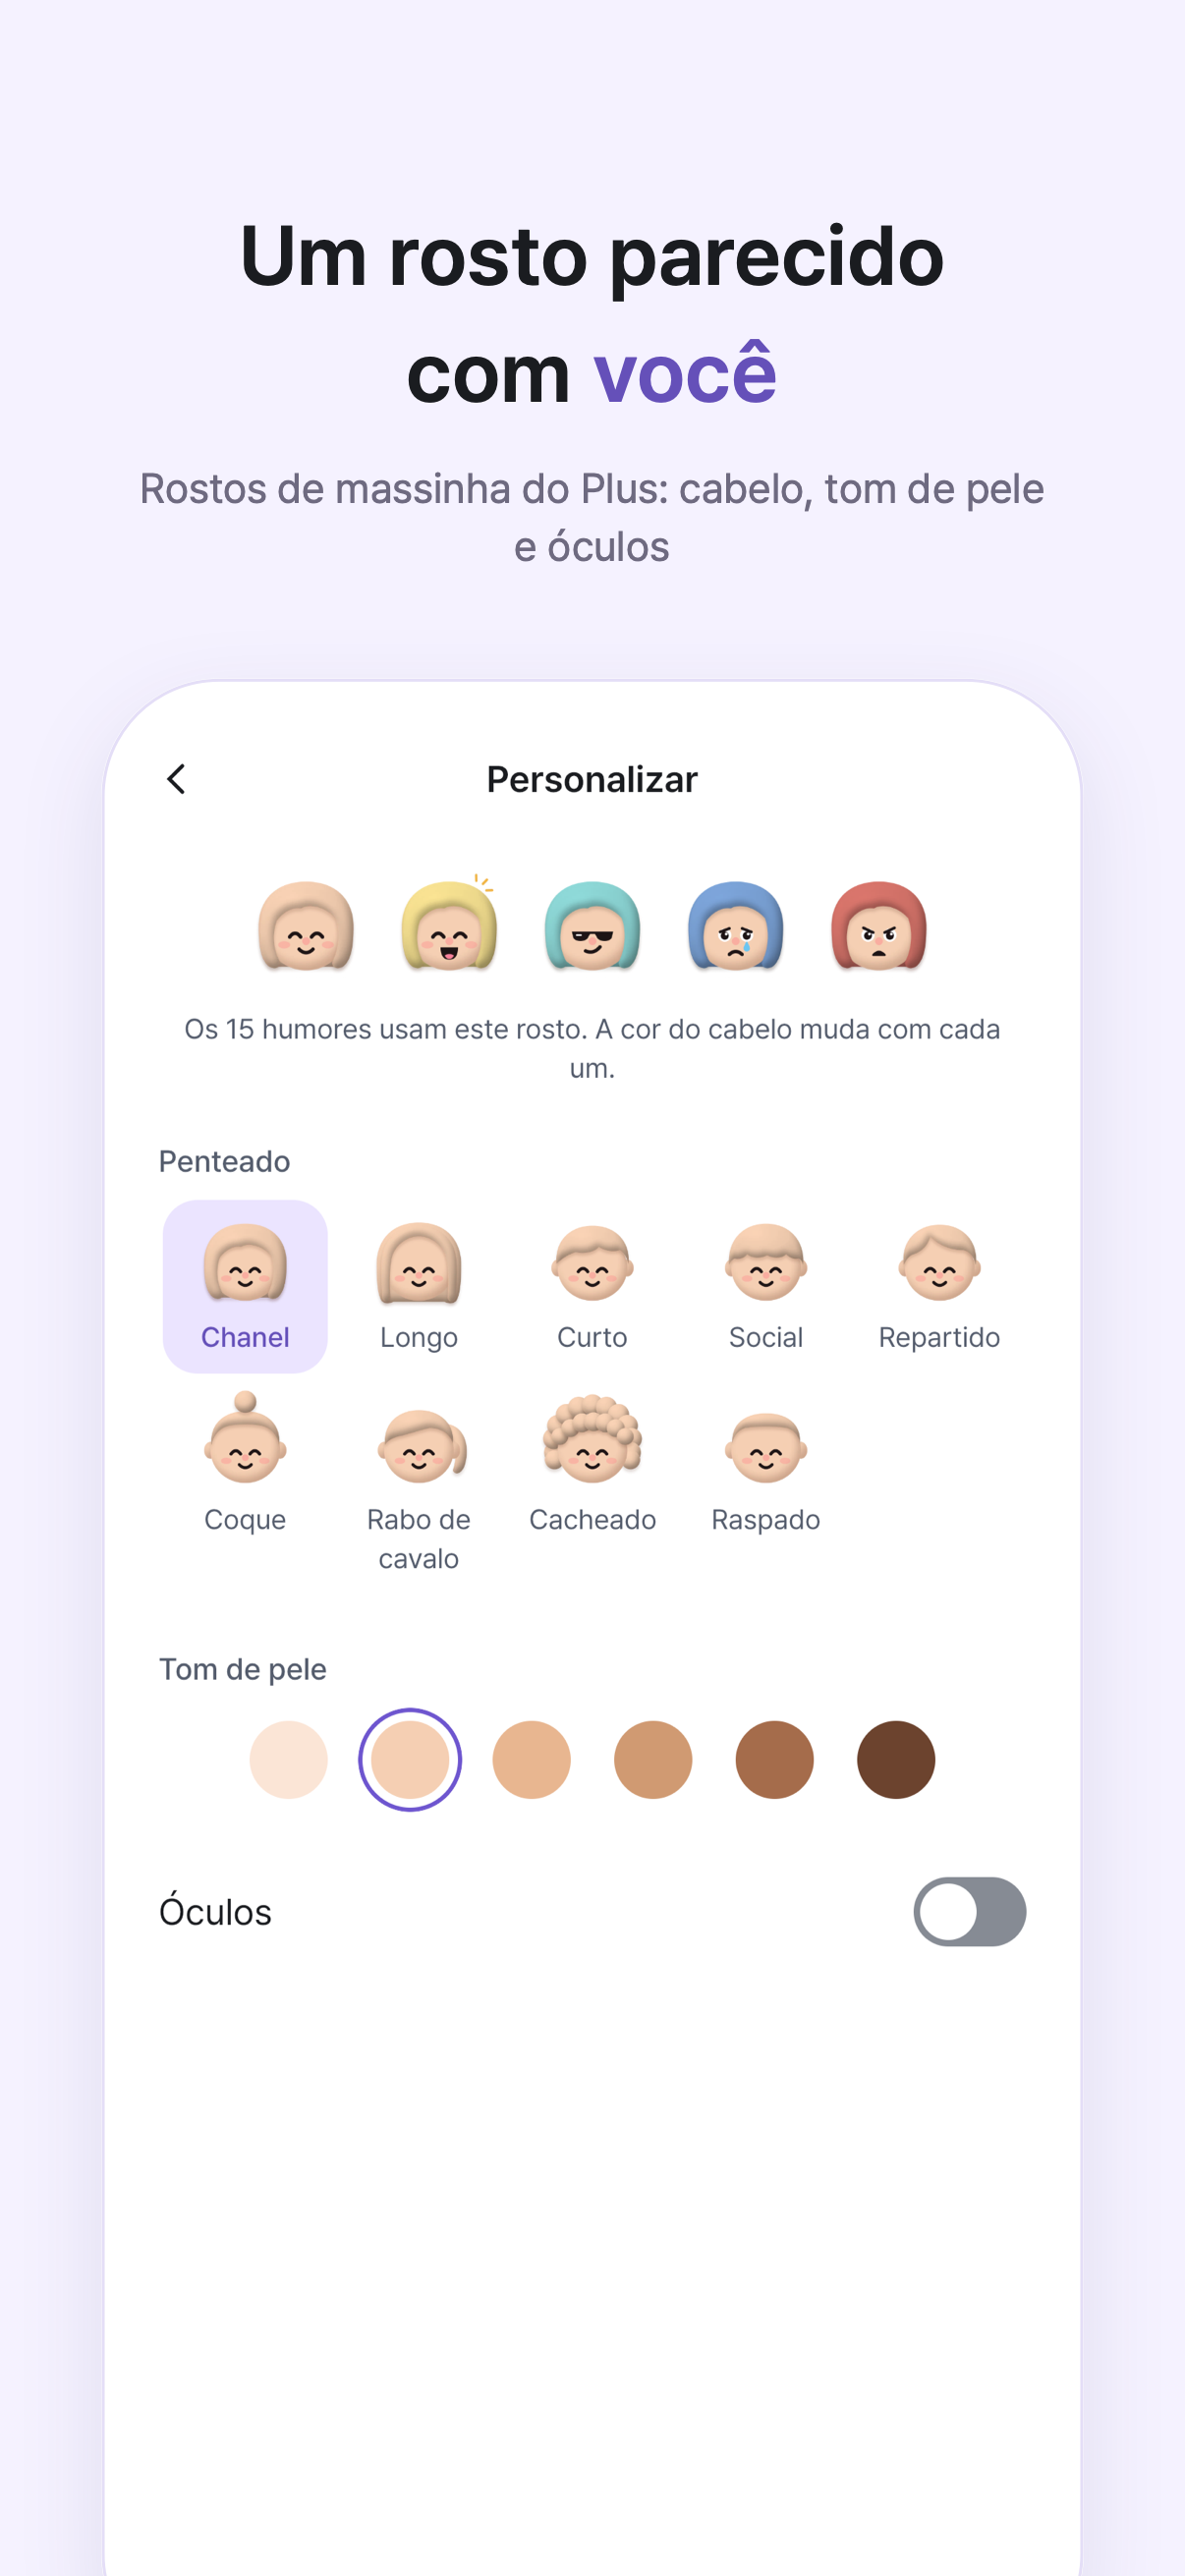 Um rosto parecido
com você
Rostos de massinha do Plus: cabelo, tom de pele
e óculos
Personalizar
Os 15 humores usam este rosto. A cor do cabelo muda com cada
um.
Penteado
Chanel
Longo
Curto
Social
Repartido
Coque
Rabo de
cavalo
Cacheado
Raspado
Tom de pele
Óculos